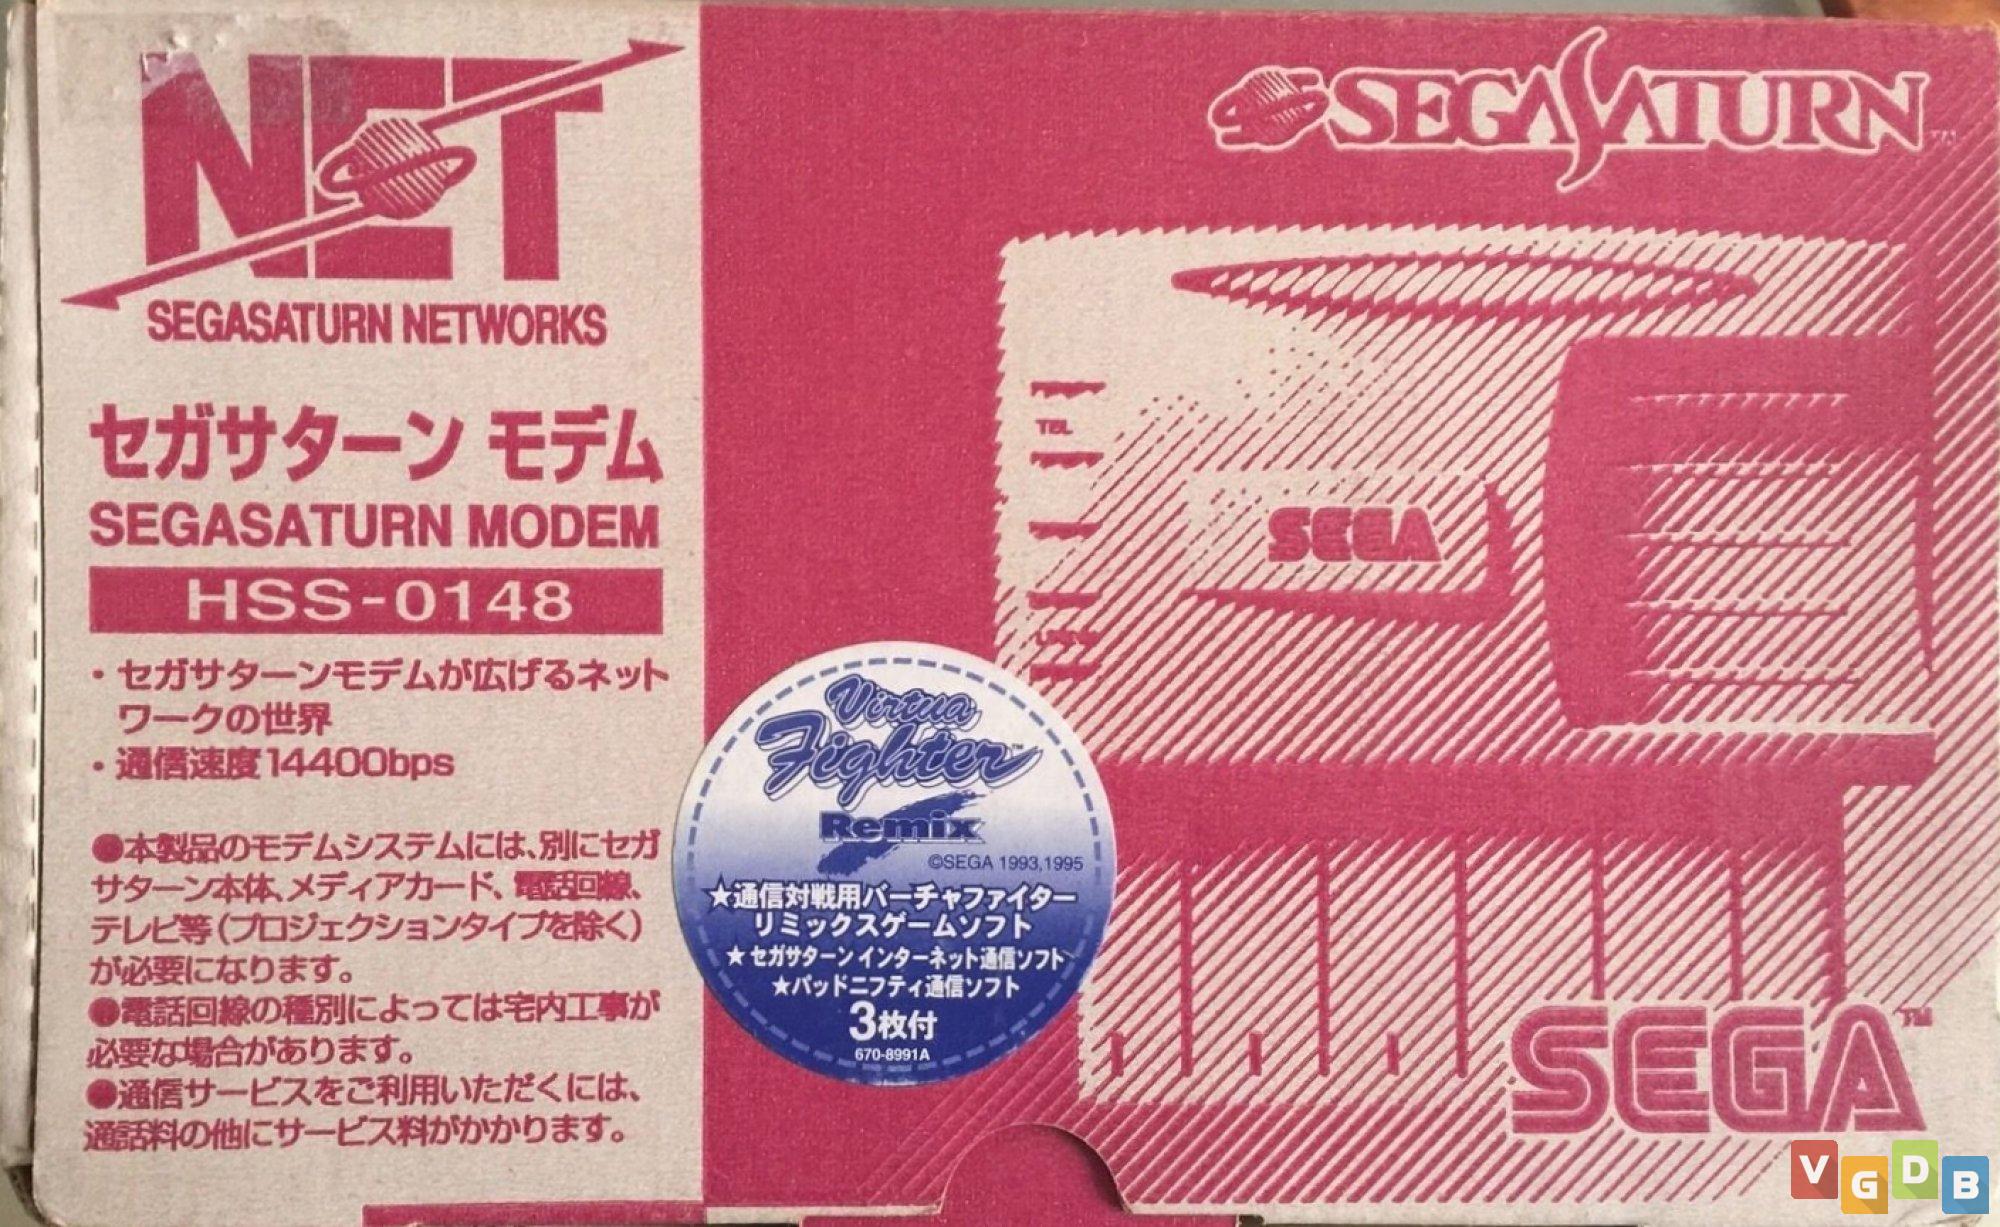 NET
SEGASATURN NETWORKS
セガサターン モデム
SEGASATURN MODEM
HSS-0148
・セガサターンモデムが広げるネット
ワークの世界
・通信速度14400bps
●本製品のモデムシステムには、別にセガ
サターン本体、メディアカード、電話回線、
テレビ等(プロジェクションタイプを除く)
が必要になります。
●電話回線の種別によっては宅内工事が
必要な場合があります。
●通信サービスをご利用いただくには、
通話料の他にサービス料がかかります。
SEGASATURN™
TEL
SEGA
Virtua
Fighter™
Remix
©SEGA 1993,1995
★通信対戦用バーチャファイター
リミックスゲームソフト
★セガサターン インターネット通信ソフト
★パッドニフティ通信ソフト
3枚付
670-8991A
SEGA™
VGDB